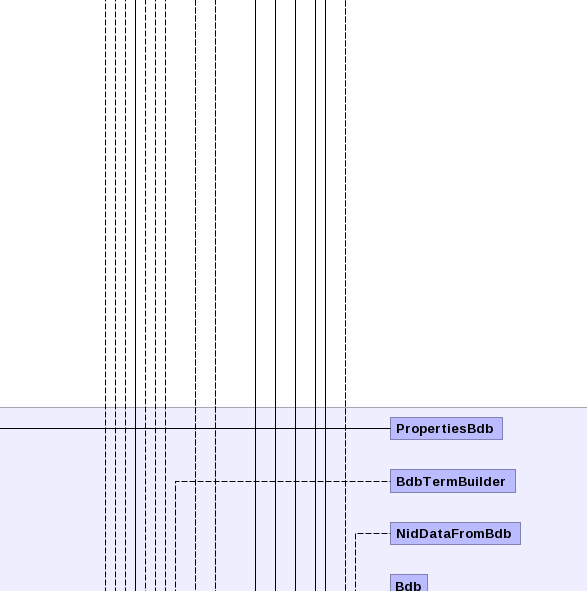 PropertiesBdb
BdbTermBuilder
NidDataFromBdb
Bdb